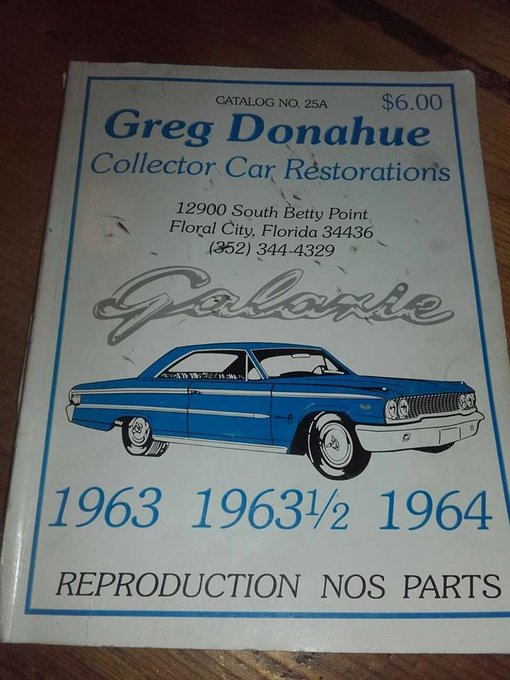 CATALOG NO. 25A
$6.00
Greg Donahue
Collector Car Restorations
12900 South Betty Point
Floral City, Florida 34436
(352) 344-4329
Galaxie
1963 1963½ 1964
REPRODUCTION NOS PARTS